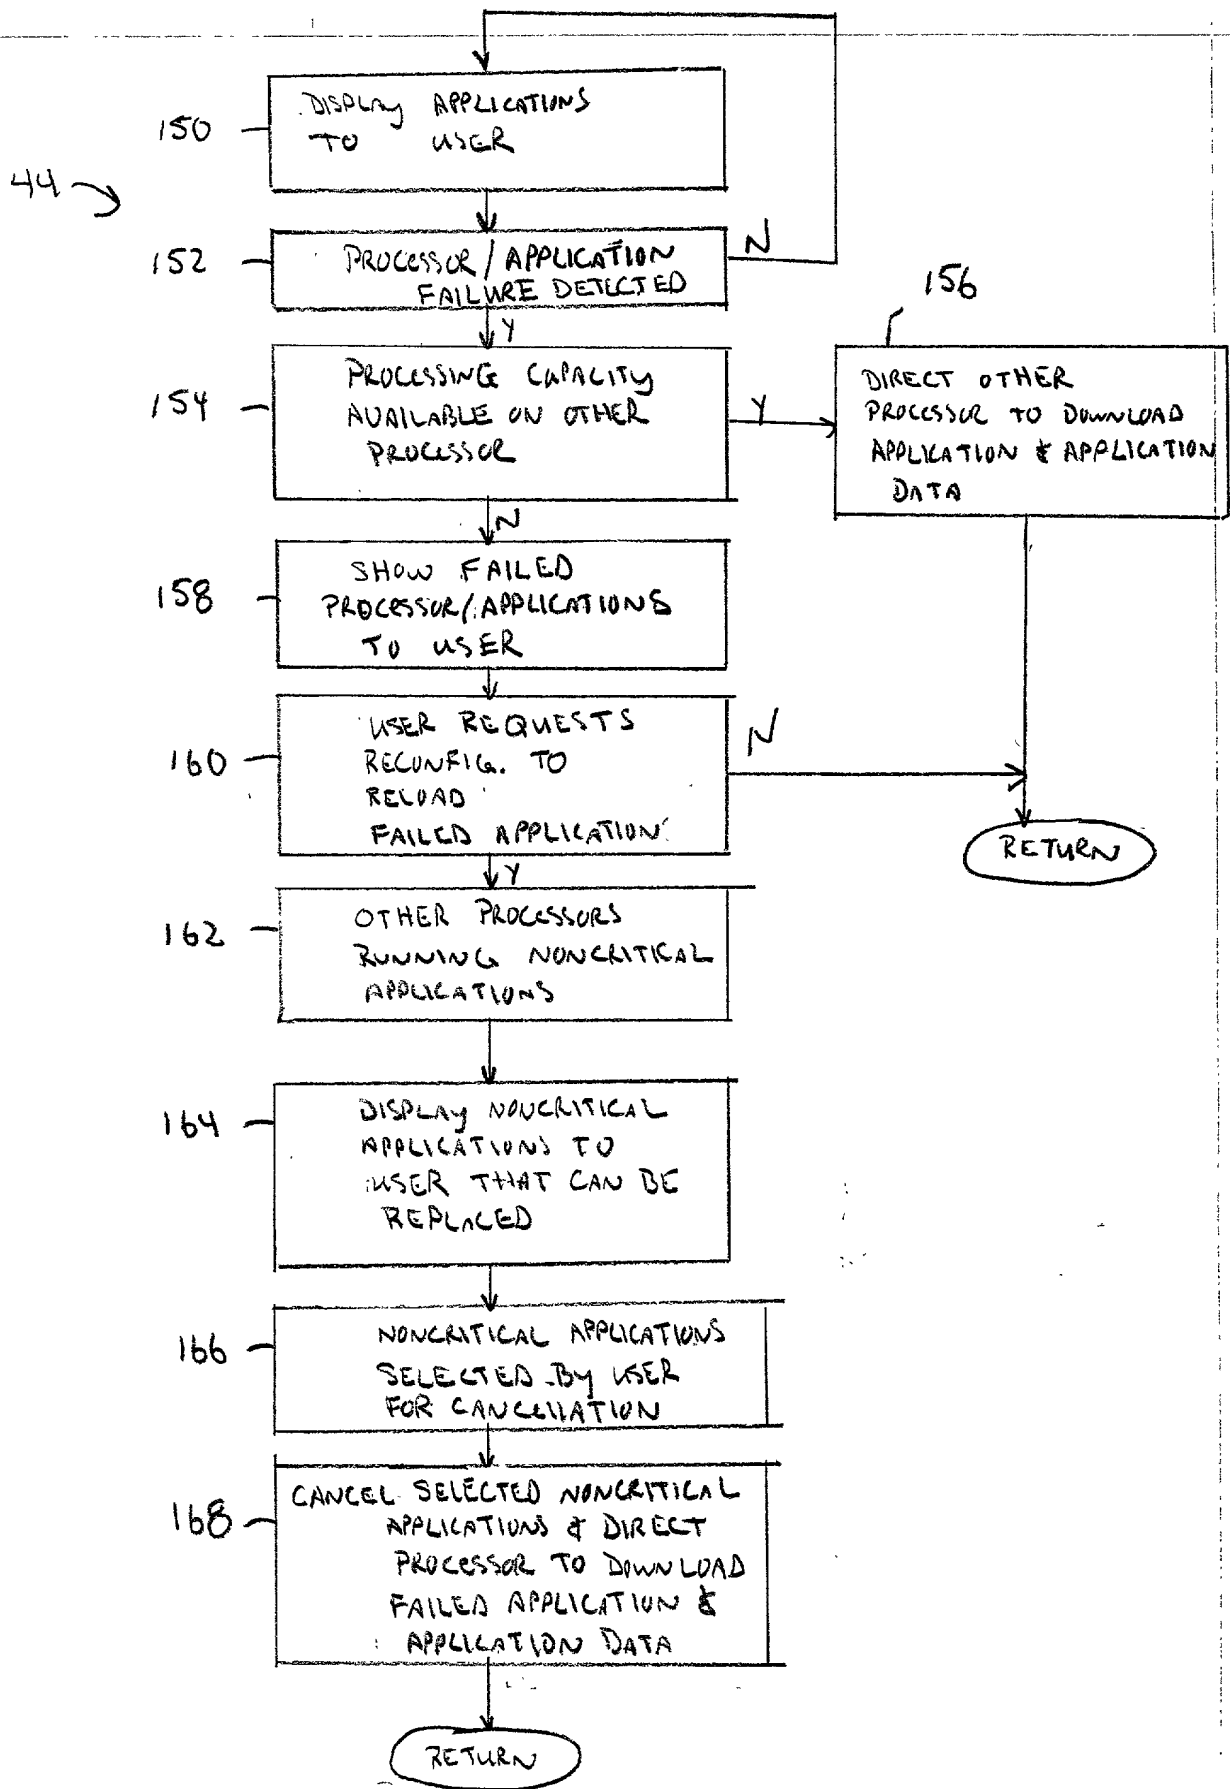 150
DISPLAY APPLICATIONS
TO USER
44
152
PROCESSOR / APPLICATION
FAILURE DETECTED
N
Y
154
PROCESSING CAPACITY
AVAILABLE ON OTHER
PROCESSOR
Y
156
DIRECT OTHER
PROCESSOR TO DOWNLOAD
APPLICATION & APPLICATION
DATA
N
158
SHOW FAILED
PROCESSOR/APPLICATIONS
TO USER
160
USER REQUESTS
RECONFIG. TO
RELOAD
FAILED APPLICATION
N
RETURN
Y
162
OTHER PROCESSORS
RUNNING NONCRITICAL
APPLICATIONS
164
DISPLAY NONCRITICAL
APPLICATIONS TO
USER THAT CAN BE
REPLACED
166
NONCRITICAL APPLICATIONS
SELECTED BY USER
FOR CANCELLATION
168
CANCEL SELECTED NONCRITICAL
APPLICATIONS & DIRECT
PROCESSOR TO DOWNLOAD
FAILED APPLICATION &
APPLICATION DATA
RETURN